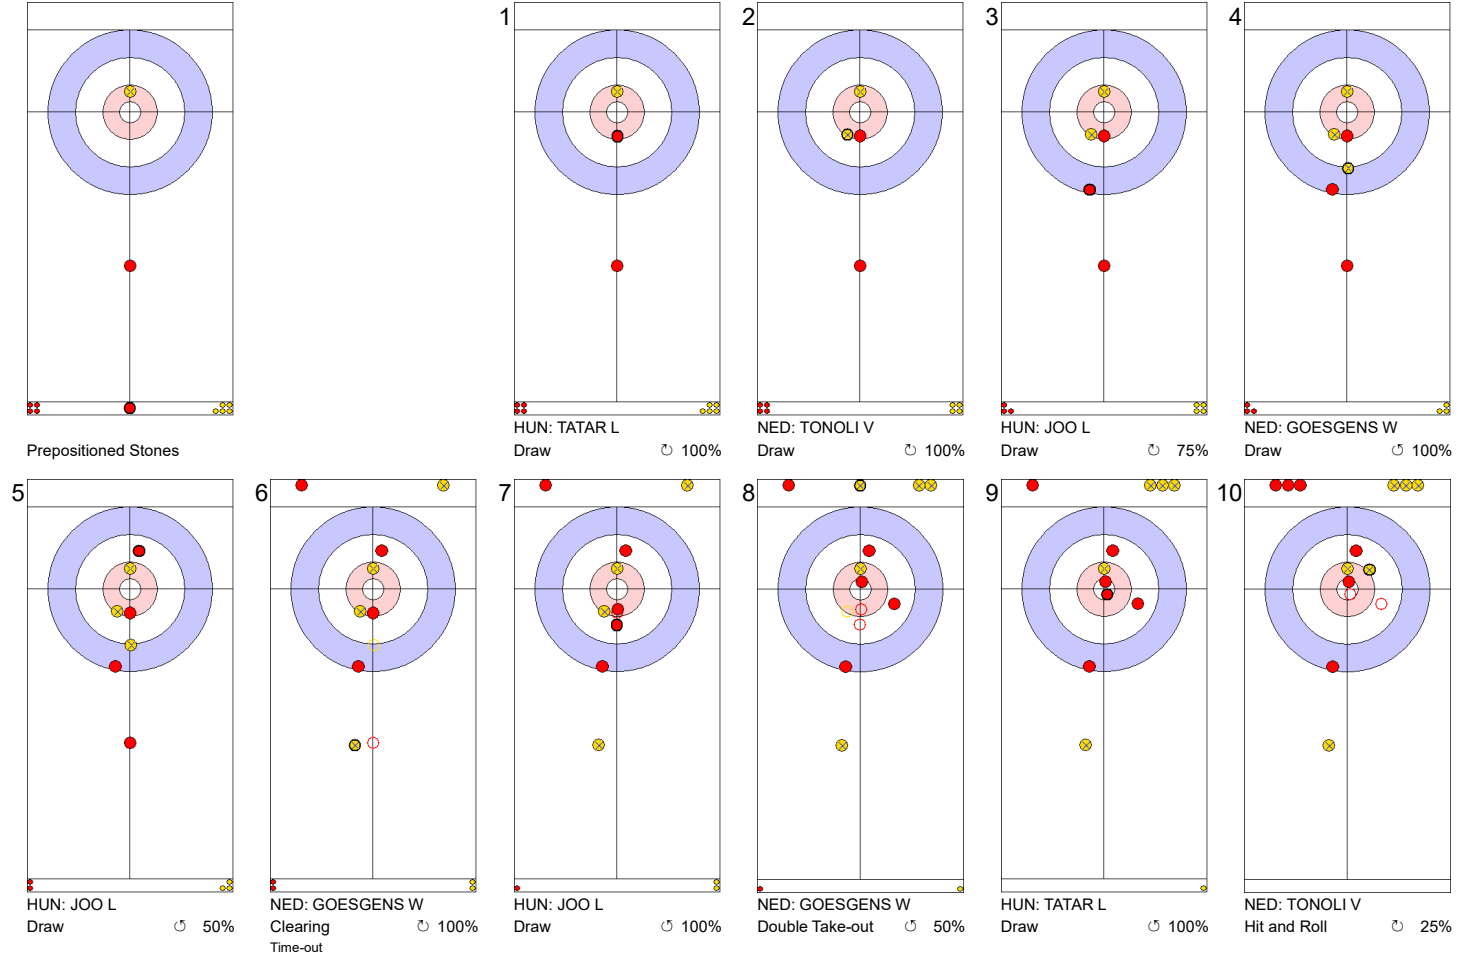 1 2 3 4
Prepositioned Stones
HUN: TATAR L
Draw ↻ 100%
NED: TONOLI V
Draw ↻ 100%
HUN: JOO L
Draw ↻ 75%
NED: GOESGENS W
Draw ↺ 100%
5 6 7 8 9 10
HUN: JOO L
Draw ↺ 50%
NED: GOESGENS W
Clearing ↻ 100%
Time-out
HUN: JOO L
Draw ↺ 100%
NED: GOESGENS W
Double Take-out ↺ 50%
HUN: TATAR L
Draw ↺ 100%
NED: TONOLI V
Hit and Roll ↻ 25%